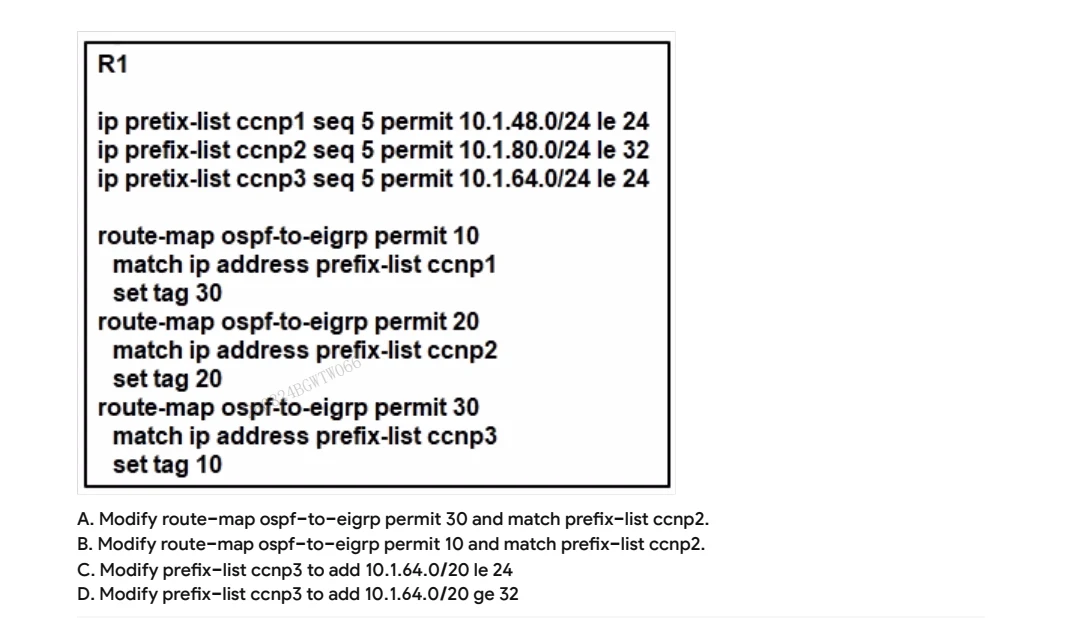 R1
ip pretix-list ccnp1 seq 5 permit 10.1.48.0/24 le 24
ip prefix-list ccnp2 seq 5 permit 10.1.80.0/24 le 32
ip pretix-list ccnp3 seq 5 permit 10.1.64.0/24 le 24
route-map ospf-to-eigrp permit 10
match ip address prefix-list ccnp1
set tag 30
route-map ospf-to-eigrp permit 20
match ip address prefix-list ccnp2
set tag 20
route-map ospf-to-eigrp permit 30
match ip address prefix-list ccnp3
set tag 10
A. Modify route-map ospf-to-eigrp permit 30 and match prefix-list ccnp2.
B. Modify route-map ospf-to-eigrp permit 10 and match prefix-list ccnp2.
C. Modify prefix-list ccnp3 to add 10.1.64.0/20 le 24
D. Modify prefix-list ccnp3 to add 10.1.64.0/20 ge 32